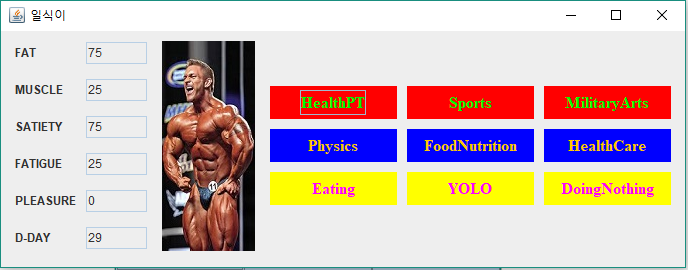 일식이
FAT 75
MUSCLE 25
SATIETY 75
FATIGUE 25
PLEASURE 0
D-DAY 29
11
HealthPT Sports MilitaryArts
Physics FoodNutrition HealthCare
Eating YOLO DoingNothing